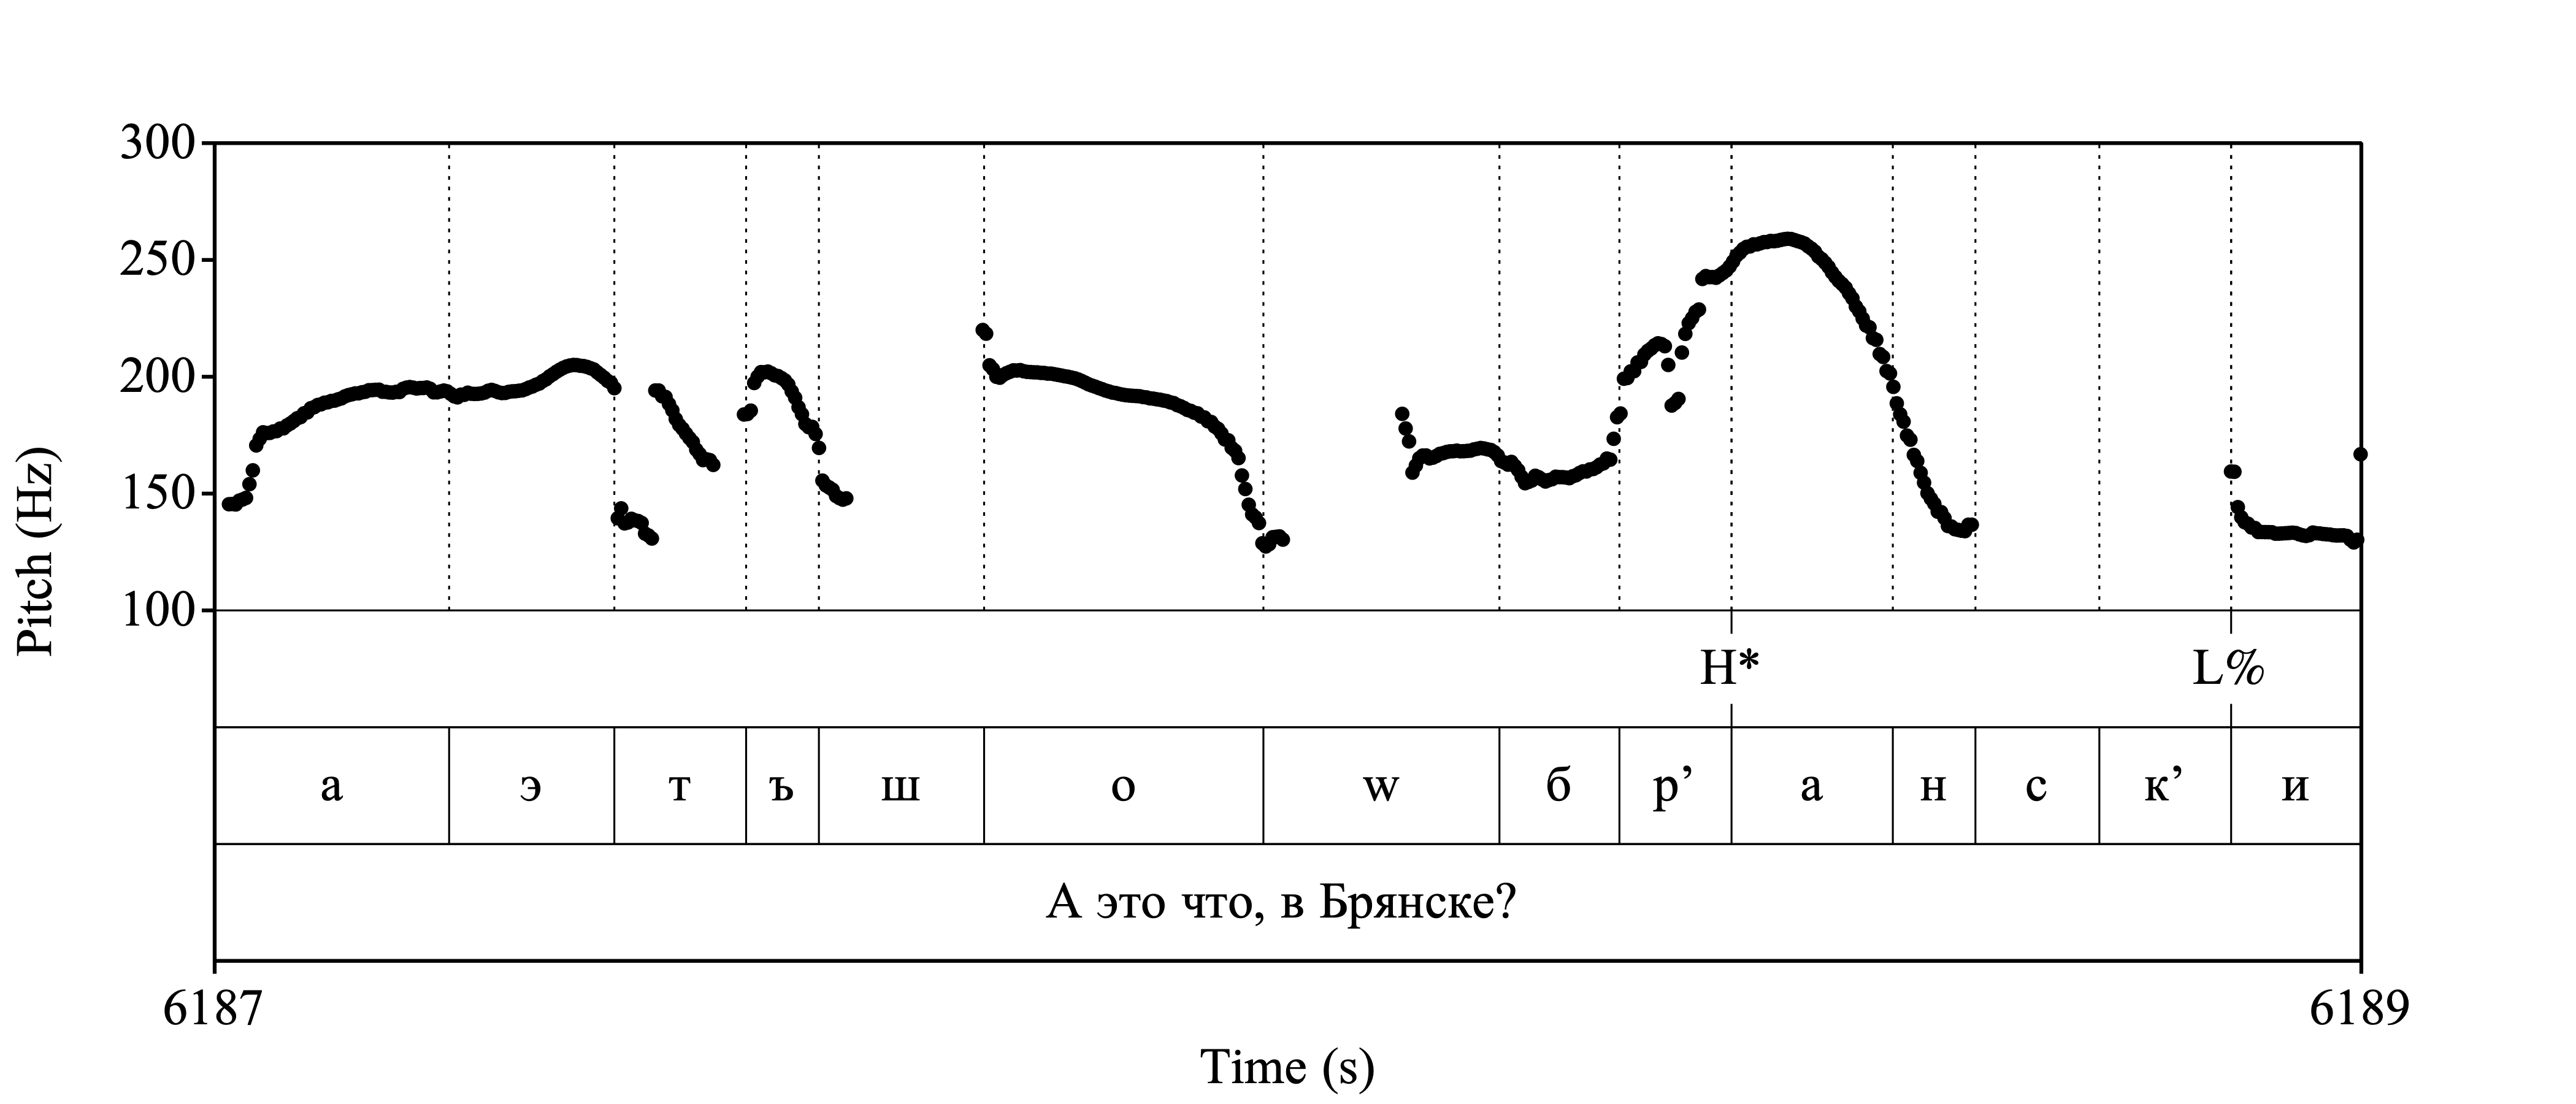 300
250
200
150
100
Pitch (Hz)
H* L%
а э т ъ ш о w б р’ а н с к’ и
А это что, в Брянске?
6187 6189
Time (s)